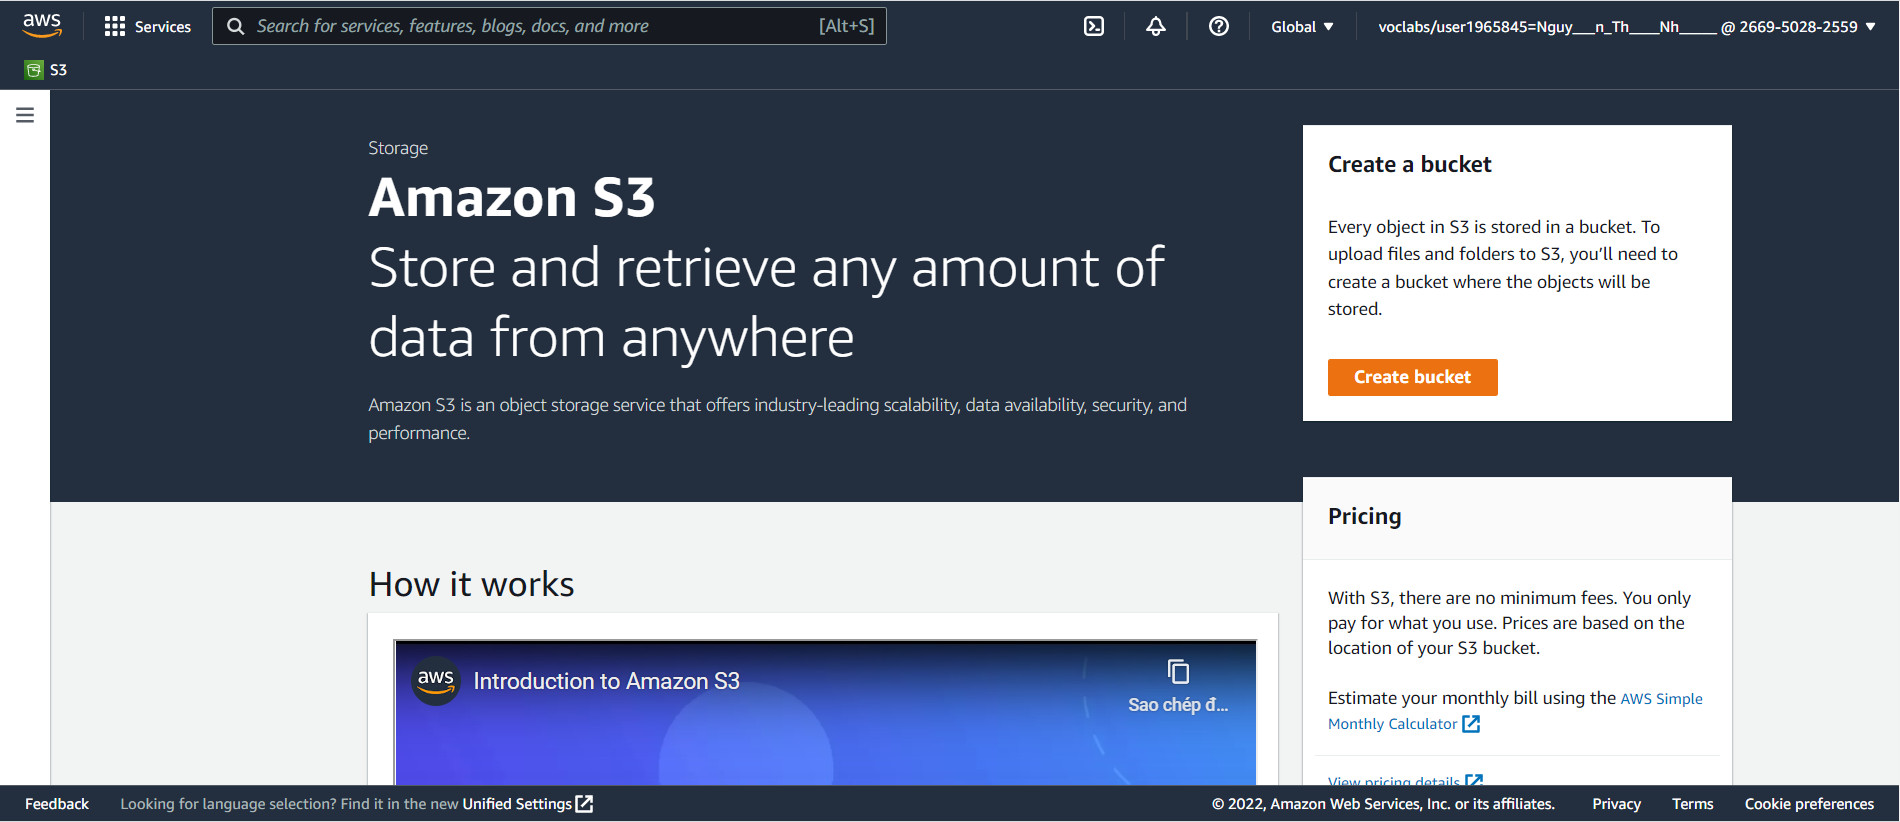 aws
Services
Search for services, features, blogs, docs, and more
[Alt+S]
Global
voclabs/user1965845=Nguy___n_Th____Nh_____ @ 2669-5028-2559
S3
Storage
Amazon S3
Store and retrieve any amount of
data from anywhere
Amazon S3 is an object storage service that offers industry-leading scalability, data availability, security, and
performance.
Create a bucket
Every object in S3 is stored in a bucket. To
upload files and folders to S3, you’ll need to
create a bucket where the objects will be
stored.
Create bucket
Pricing
With S3, there are no minimum fees. You only
pay for what you use. Prices are based on the
location of your S3 bucket.
Estimate your monthly bill using the AWS Simple
Monthly Calculator
View pricing details
How it works
aws
Introduction to Amazon S3
Sao chép đ...
Feedback
Looking for language selection? Find it in the new Unified Settings
© 2022, Amazon Web Services, Inc. or its affiliates.
Privacy
Terms
Cookie preferences